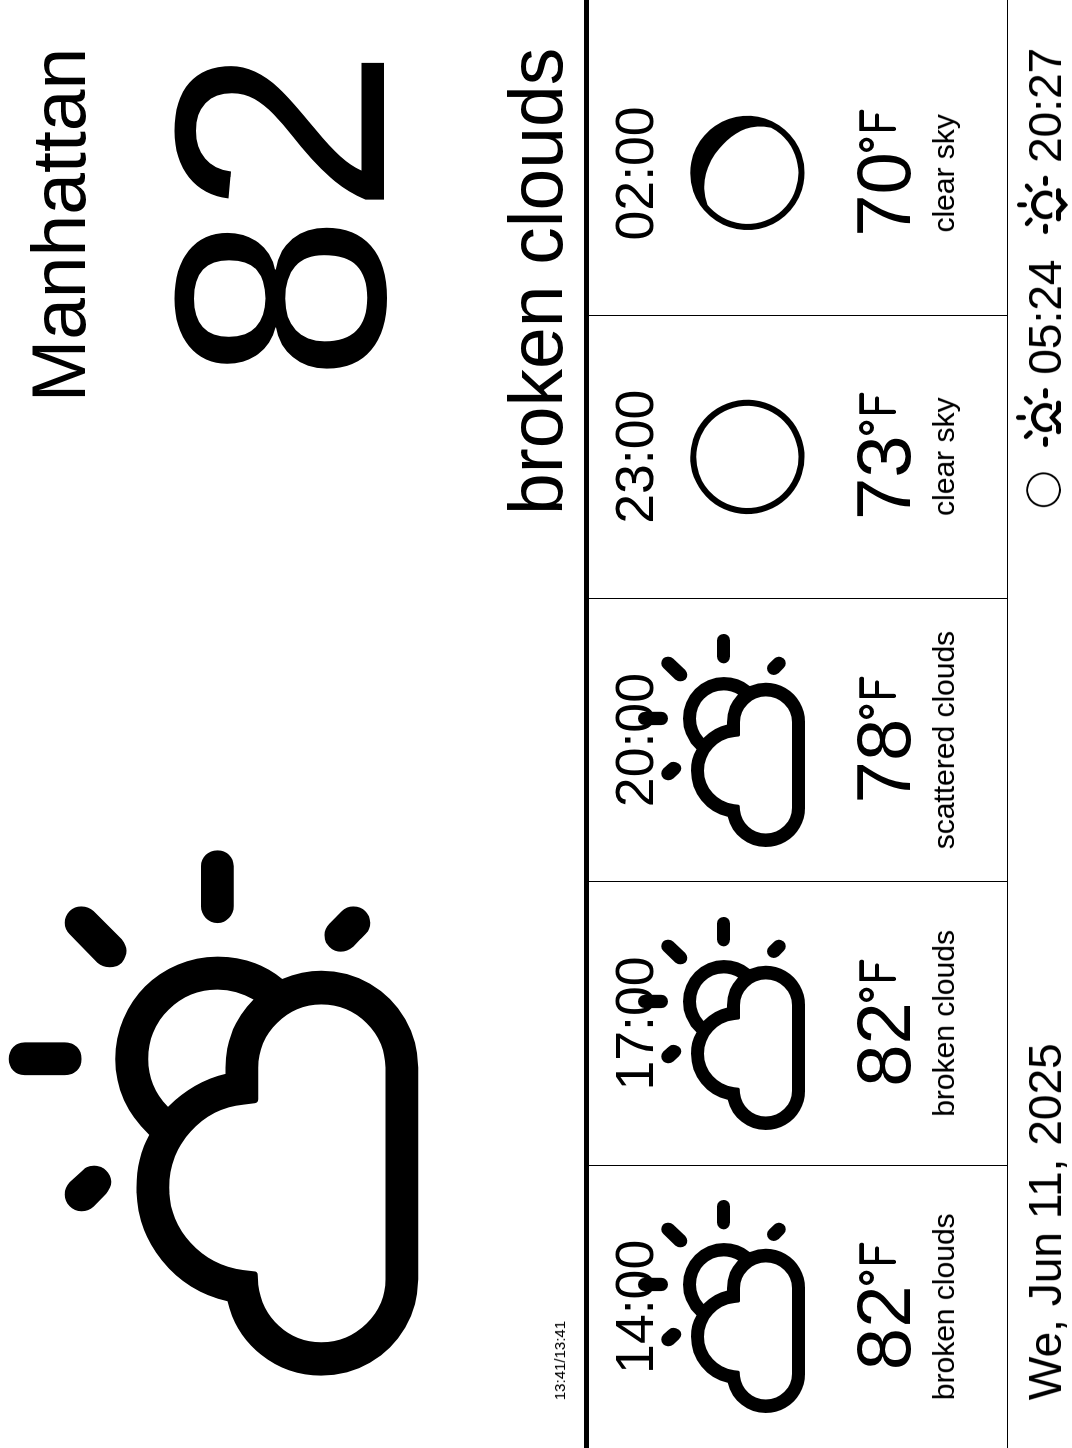 Manhattan
82
broken clouds
13:41/13:41
14:00
82°F
broken clouds
17:00
82°F
broken clouds
20:00
78°F
scattered clouds
23:00
73°F
clear sky
02:00
70°F
clear sky
We, Jun 11, 2025
05:24
20:27